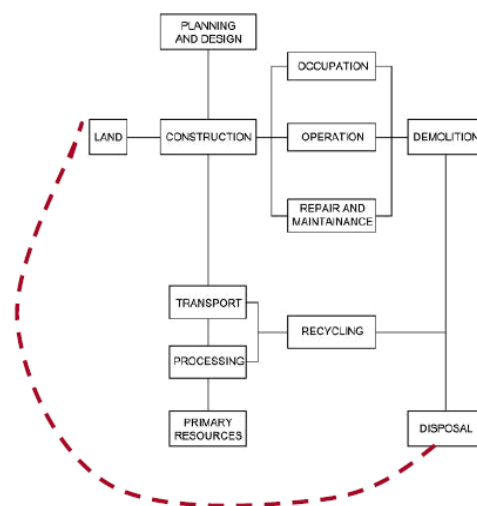 PLANNING
AND DESIGN
OCCUPATION
LAND
CONSTRUCTION
OPERATION
DEMOLITION
REPAIR AND
MAINTAINANCE
TRANSPORT
RECYCLING
PROCESSING
PRIMARY
RESOURCES
DISPOSAL